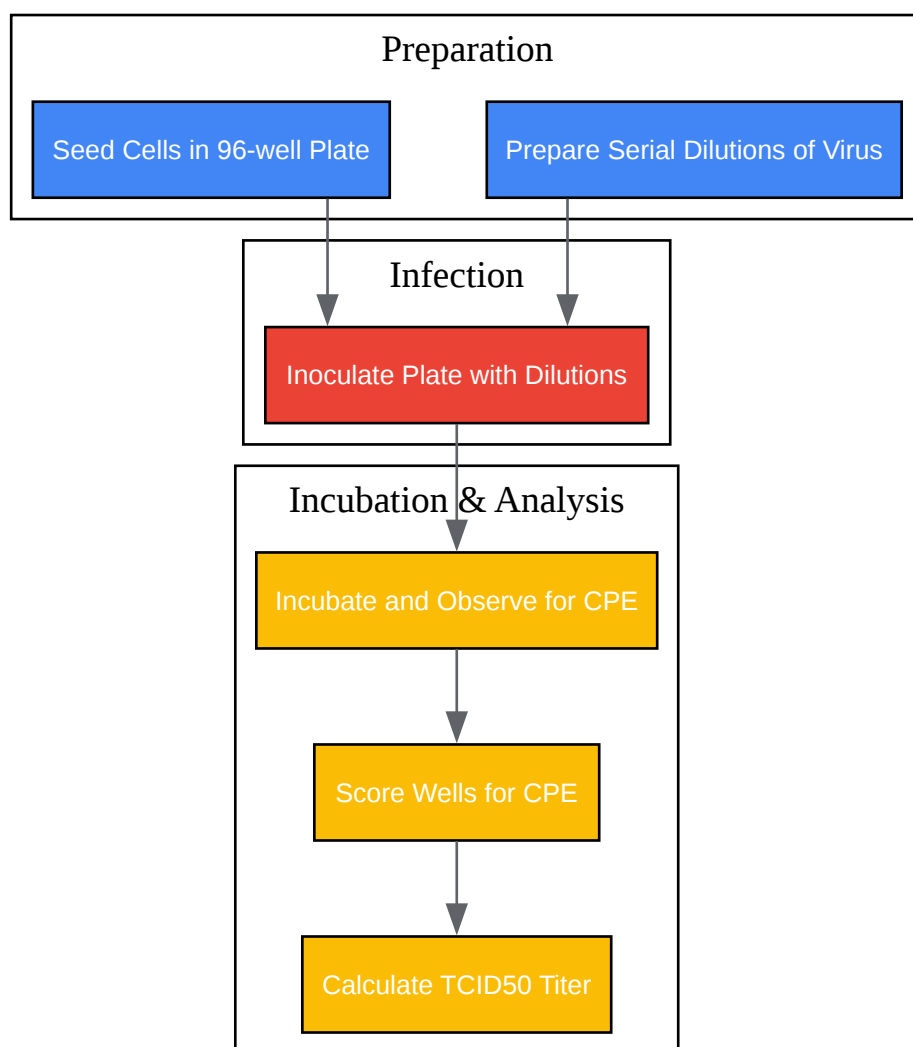 Preparation
Seed Cells in 96-well Plate
Prepare Serial Dilutions of Virus
Infection
Inoculate Plate with Dilutions
Incubation & Analysis
Incubate and Observe for CPE
Score Wells for CPE
Calculate TCID50 Titer